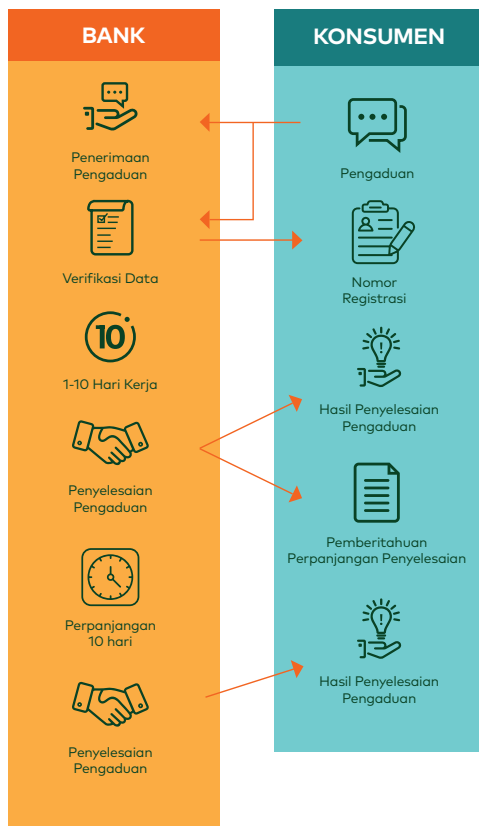 BANK
Penerimaan
Pengaduan
Verifikasi Data
10
1-10 Hari Kerja
Penyelesaian
Pengaduan
Perpanjangan
10 hari
Penyelesaian
Pengaduan
KONSUMEN
Pengaduan
Nomor
Registrasi
Hasil Penyelesaian
Pengaduan
Pemberitahuan
Perpanjangan Penyelesaian
Hasil Penyelesaian
Pengaduan